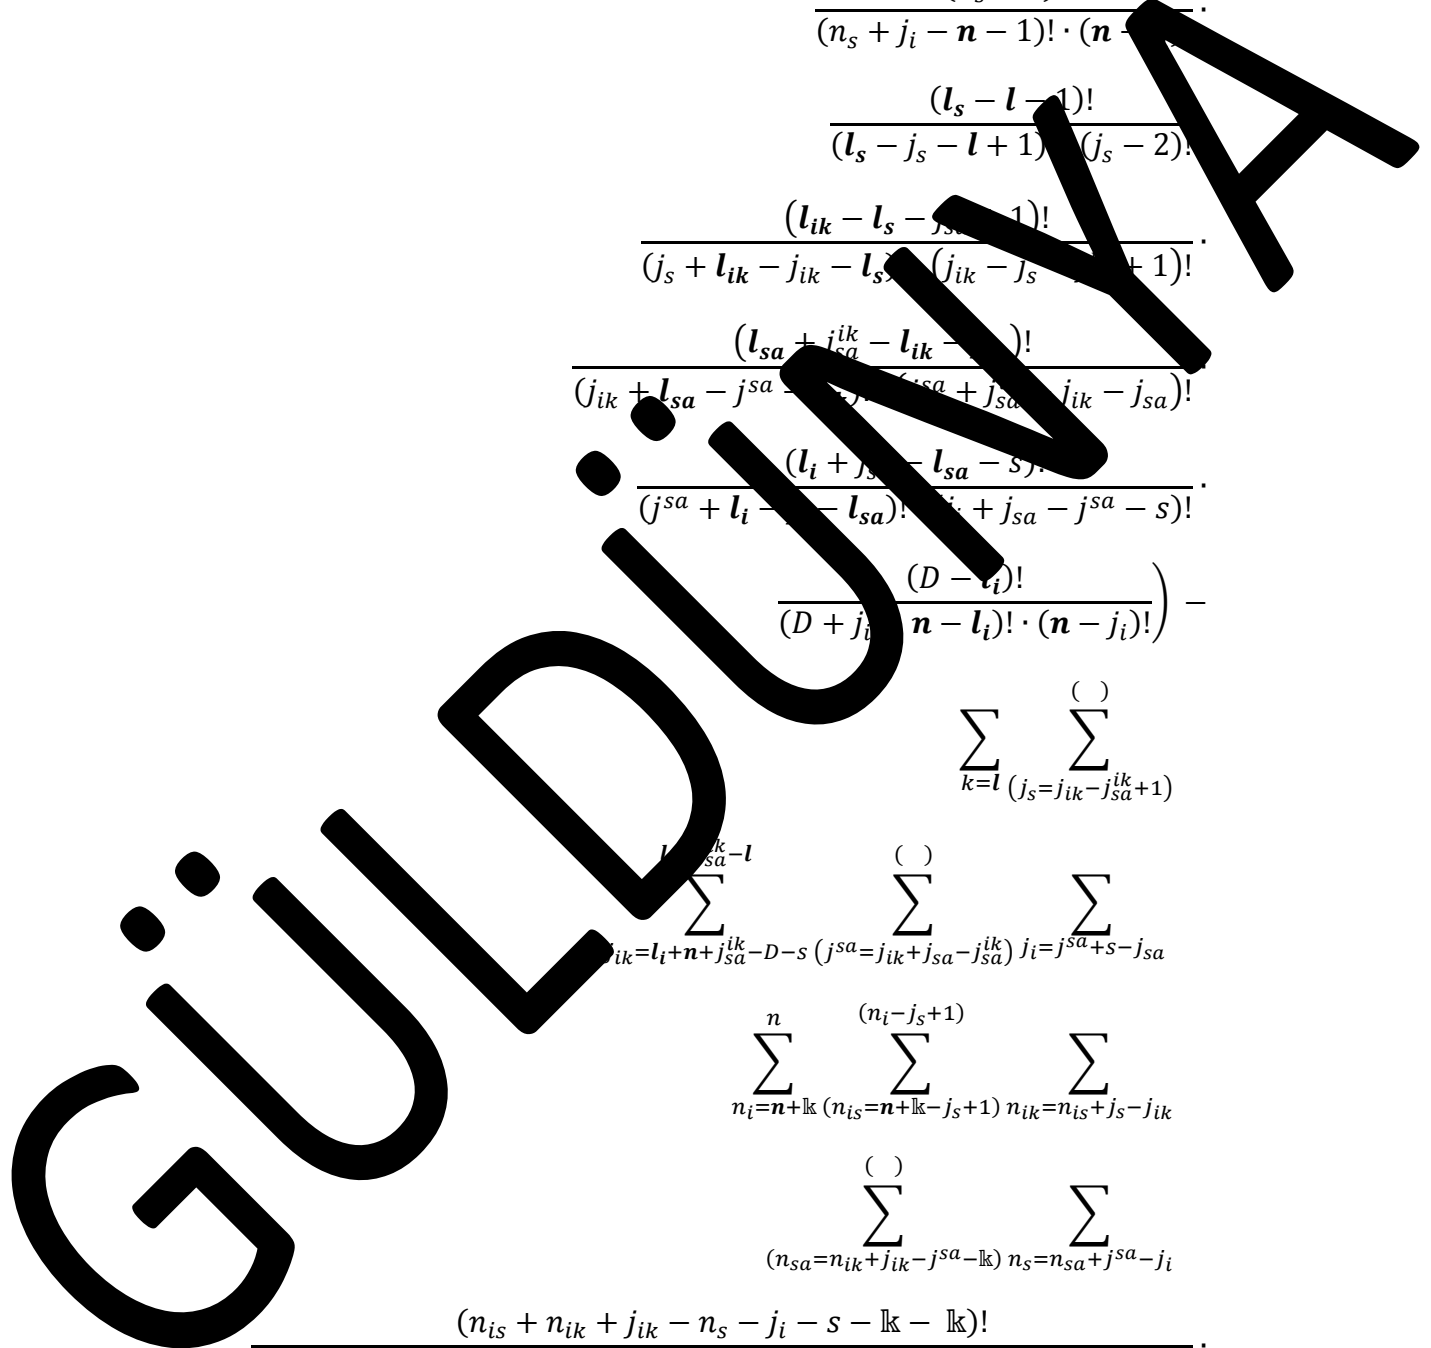 (n_s + j_i − n − 1)! · (n
(l_s − l − 1)!
(l_s − j_s − l + 1) (j_s − 2)!
(l_ik − l_s − 1)!
(j_s + l_ik − j_ik − l_s) (j_ik − j_s + 1)! ·
(l_sa + j_sa^ik − l_ik − )!
(j_ik + l_sa − j^sa − (j^sa + j_sa j_ik − j_sa)!
(l_i + j_s − l_sa − s)!
(j^sa + l_i − − l_sa)! + j_sa − j^sa − s)! ·
(D − l_i)!
(D + j_i n − l_i)! · (n − j_i)! ) −
( )
∑ ∑
k=l (j_s=j_ik−j_sa^ik+1)
−l ( )
∑ ∑ ∑
j_ik=l_i+n+j_sa^ik−D−s (j^sa=j_ik+j_sa−j_sa^ik) j_i=j^sa+s−j_sa
n (n_i−j_s+1)
∑ ∑ ∑
n_i=n+𝕜 (n_is=n+𝕜−j_s+1) n_ik=n_is+j_s−j_ik
( )
∑ ∑
(n_sa=n_ik+j_ik−j^sa−𝕜) n_s=n_sa+j^sa−j_i
(n_is + n_ik + j_ik − n_s − j_i − s − 𝕜 − 𝕜)! ·
GÜLDÜNYA